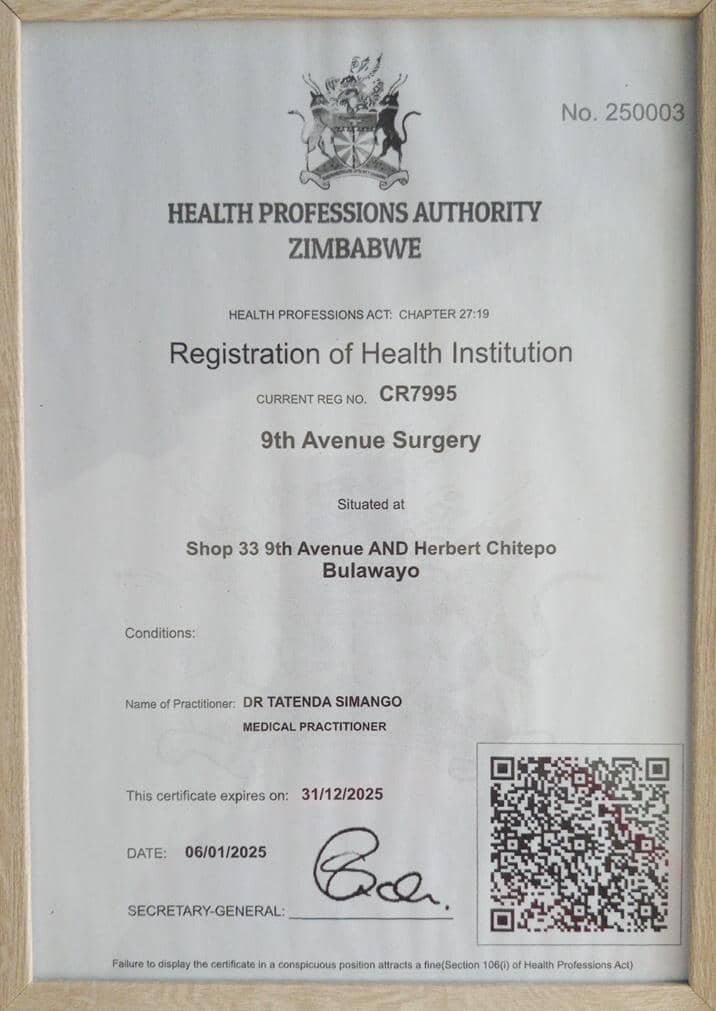 No. 250003
HEALTH PROFESSIONS AUTHORITY
ZIMBABWE
HEALTH PROFESSIONS ACT: CHAPTER 27:19
Registration of Health Institution
CURRENT REG NO. CR7995
9th Avenue Surgery
Situated at
Shop 33 9th Avenue AND Herbert Chitepo
Bulawayo
Conditions:
Name of Practitioner: DR TATENDA SIMANGO
MEDICAL PRACTITIONER
This certificate expires on: 31/12/2025
DATE: 06/01/2025
SECRETARY-GENERAL:
Failure to display the certificate in a conspicuous position attracts a fine(Section 106(i) of Health Professions Act)